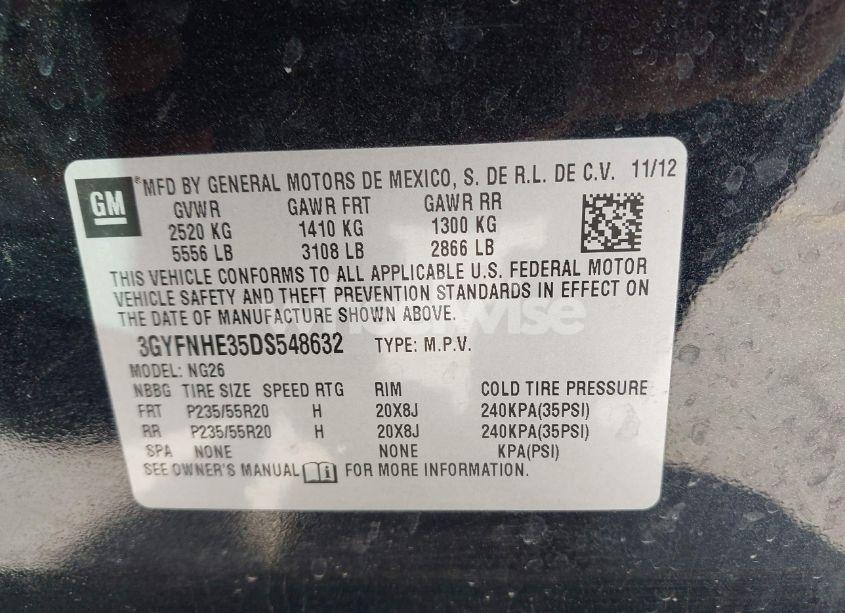 GM
®MFD BY GENERAL MOTORS DE MEXICO, S. DE R.L. DE C.V. 11/12
GVWR GAWR FRT GAWR RR
2520 KG 1410 KG 1300 KG
5556 LB 3108 LB 2866 LB
THIS VEHICLE CONFORMS TO ALL APPLICABLE U.S. FEDERAL MOTOR
VEHICLE SAFETY AND THEFT PREVENTION STANDARDS IN EFFECT ON
THE DATE OF MANUFACTURE SHOWN ABOVE.
wheelwise
3GYFNHE35DS548632 TYPE: M.P.V.
MODEL: NG26
NBBG TIRE SIZE SPEED RTG RIM COLD TIRE PRESSURE
FRT P235/55R20 H 20X8J 240KPA(35PSI)
RR P235/55R20 H 20X8J 240KPA(35PSI)
SPA NONE NONE KPA(PSI)
SEE OWNER'S MANUAL FOR MORE INFORMATION.